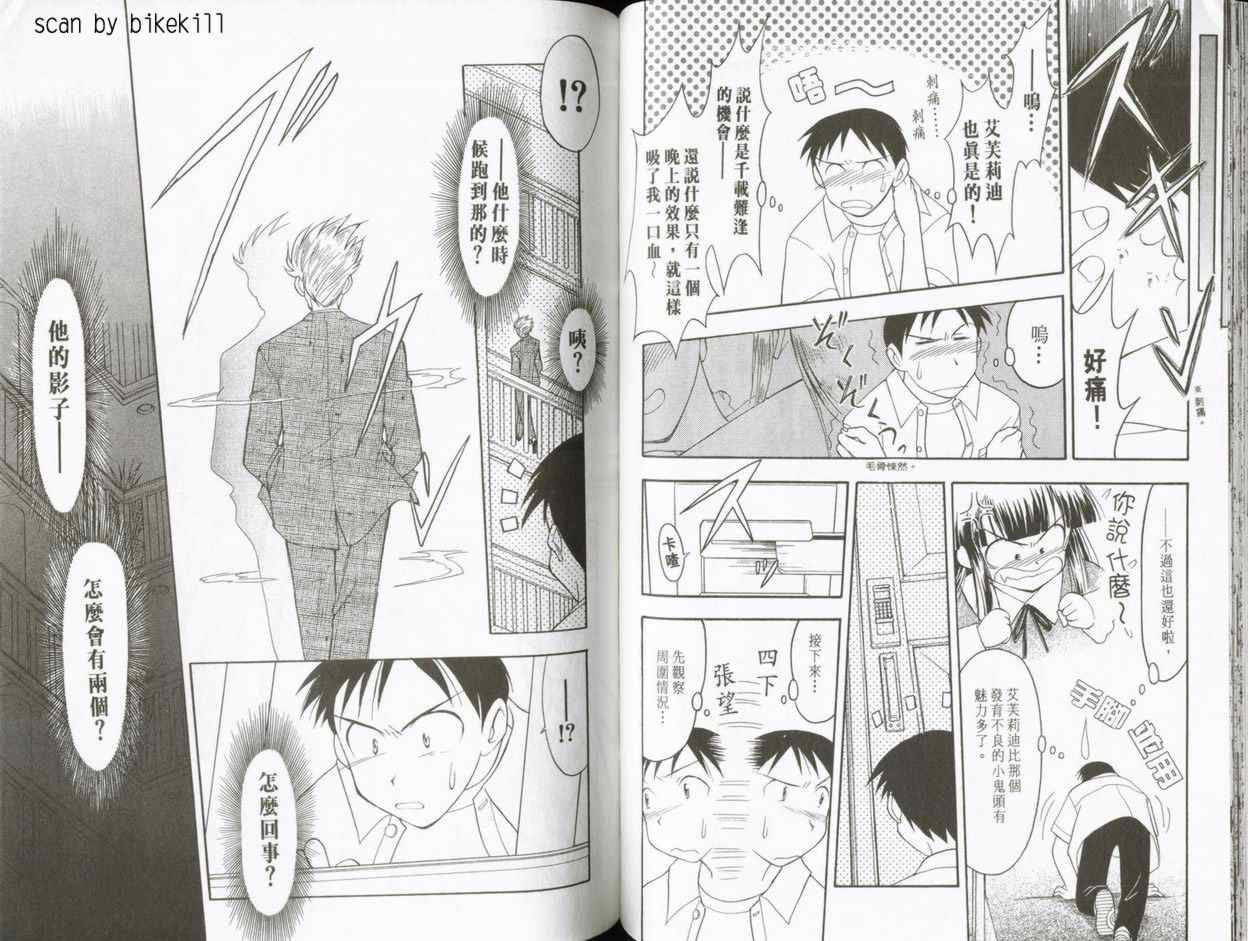 scan by bikekill
好痛！
※ 刺痛。
──嗚…
艾芙莉迪
也真是的！
刺痛……
刺痛
唔～
說什麼是千載難逢
的機會──
還說什麼只有一個
晚上的效果，就這樣
吸了我一口血～
嗚…
ぞくぞく
毛骨悚然。
──不過這也還好啦，
你說什麼～
艾芙莉迪比那個
發育不良的小鬼頭有
魅力多了。
手腳並用
卡喳
ッ
接下來…
四下
張望
先觀察
周圍情況…
!?
──他什麼時
候跑到那的？
咦？
──!?
怎麼回事？
他的影子──
怎麼會有兩個？